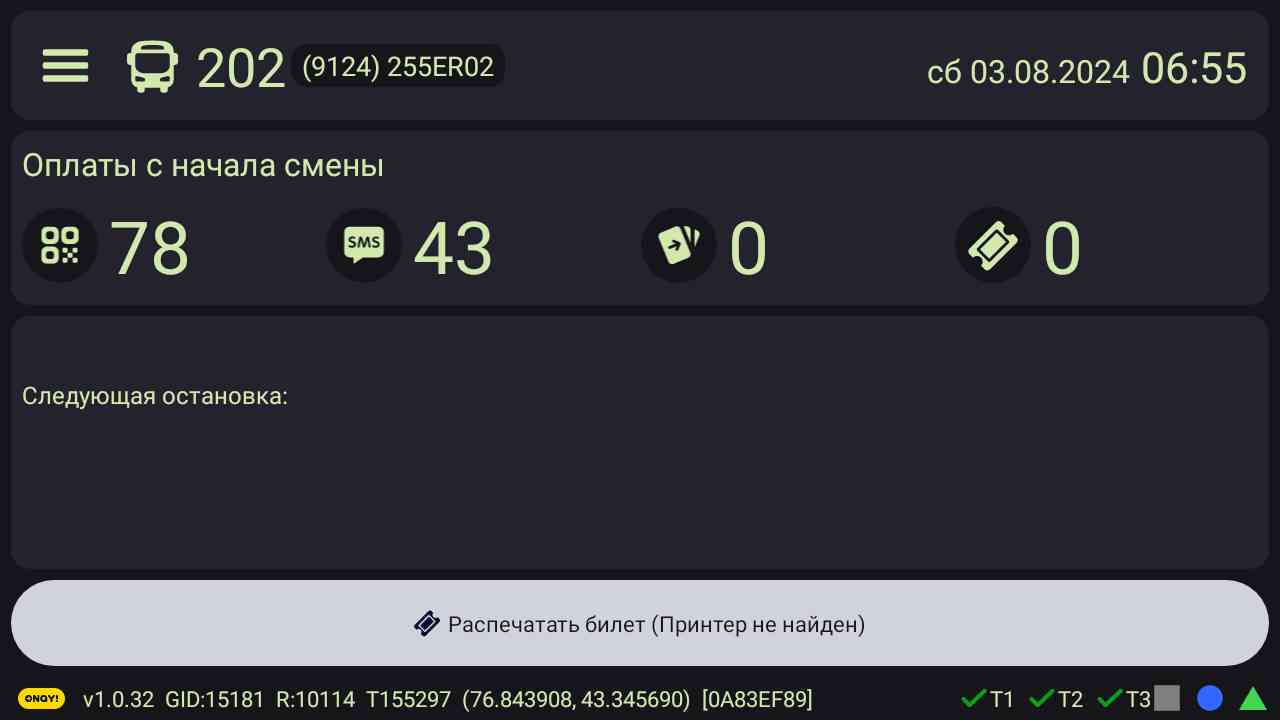 202 (9124) 255ER02 сб 03.08.2024 06:55
Оплаты с начала смены
78 SMS 43 0 0
Следующая остановка:
Распечатать билет (Принтер не найден)
ONAY! v1.0.32 GID:15181 R:10114 T155297 (76.843908, 43.345690) [0A83EF89] T1 T2 T3